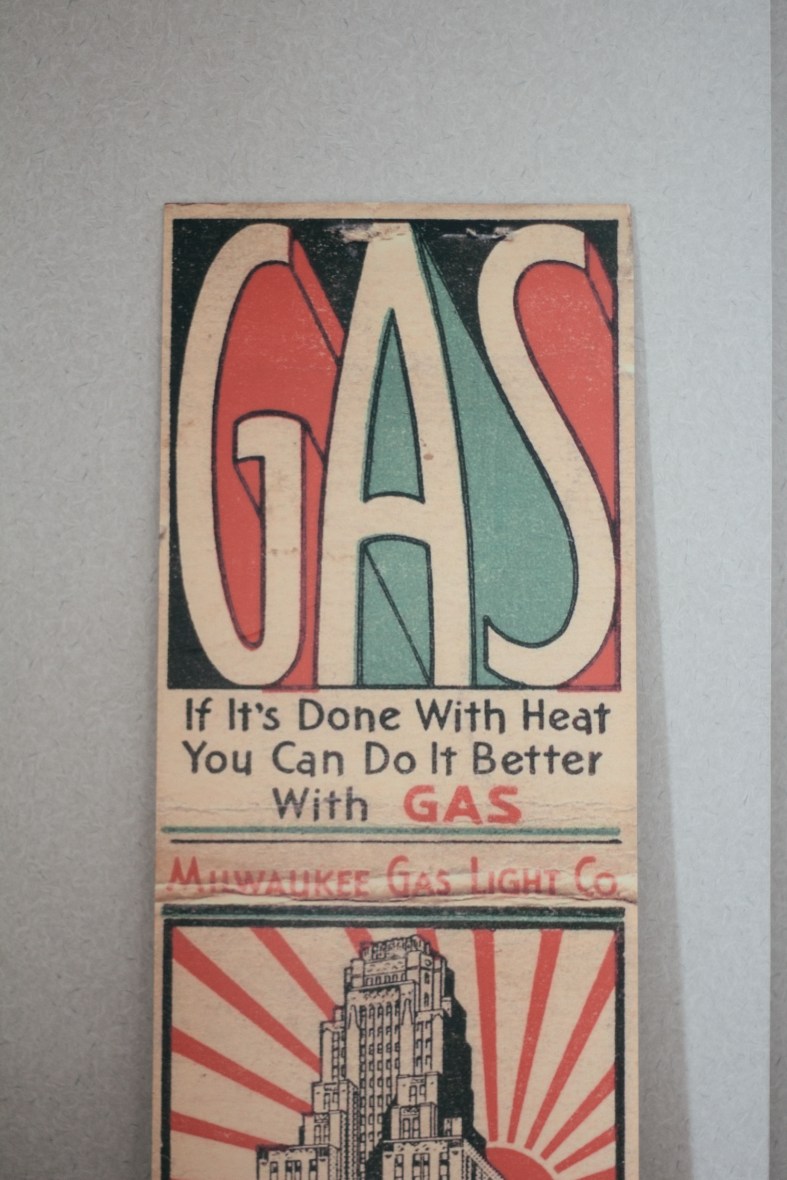 GAS
If It's Done With Heat
You Can Do It Better
With GAS
MILWAUKEE GAS LIGHT CO.